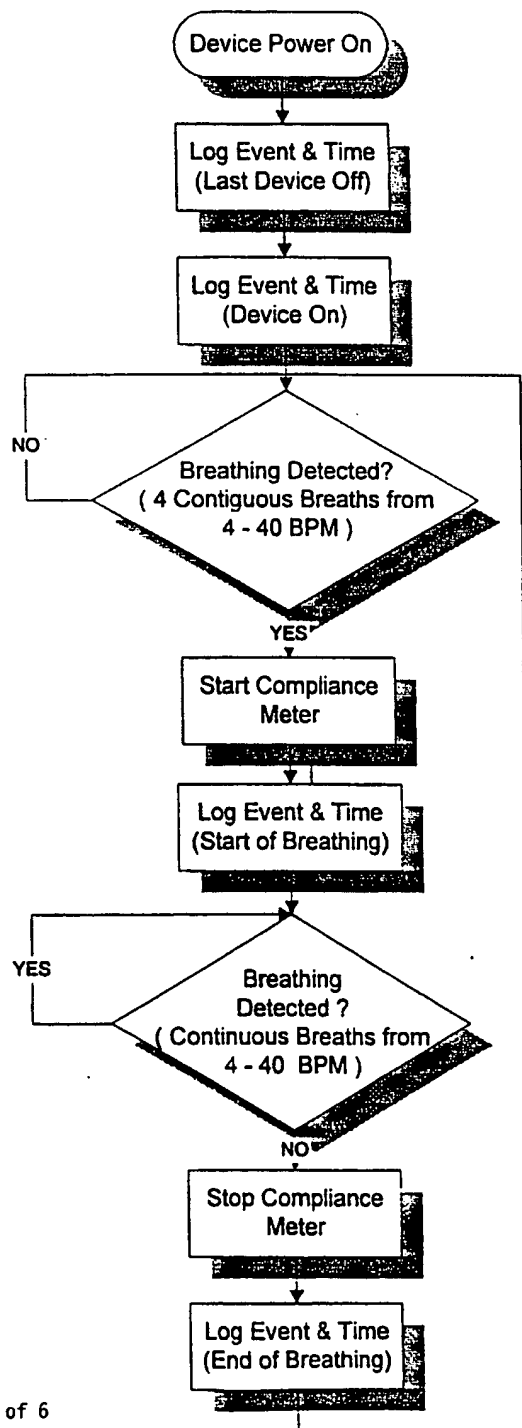 Device Power On
Log Event & Time
(Last Device Off)
Log Event & Time
(Device On)
NO
Breathing Detected?
( 4 Contiguous Breaths from
4 - 40 BPM )
YES
Start Compliance
Meter
Log Event & Time
(Start of Breathing)
YES
Breathing
Detected ?
( Continuous Breaths from
4 - 40 BPM )
NO
Stop Compliance
Meter
Log Event & Time
(End of Breathing)
of 6